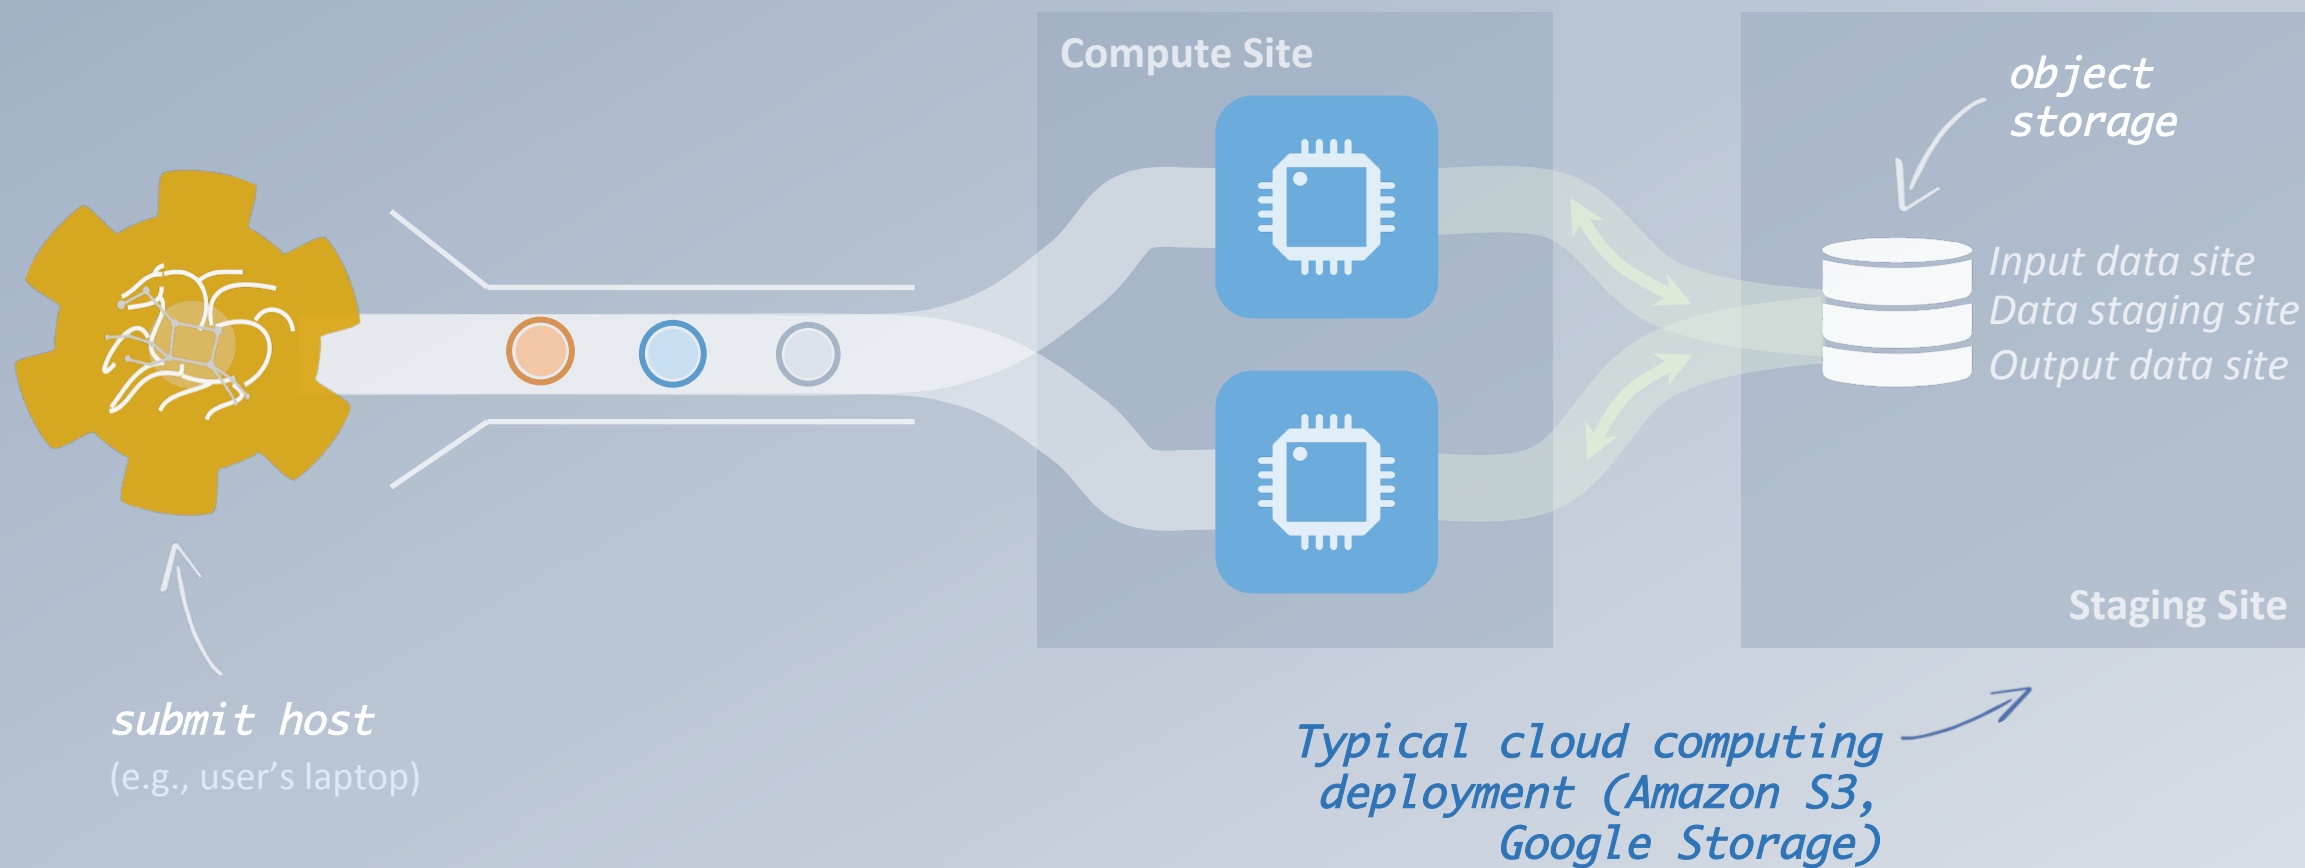 Compute Site
object
storage
Input data site
Data staging site
Output data site
Staging Site
submit host
(e.g., user’s laptop)
Typical cloud computing
deployment (Amazon S3,
Google Storage)